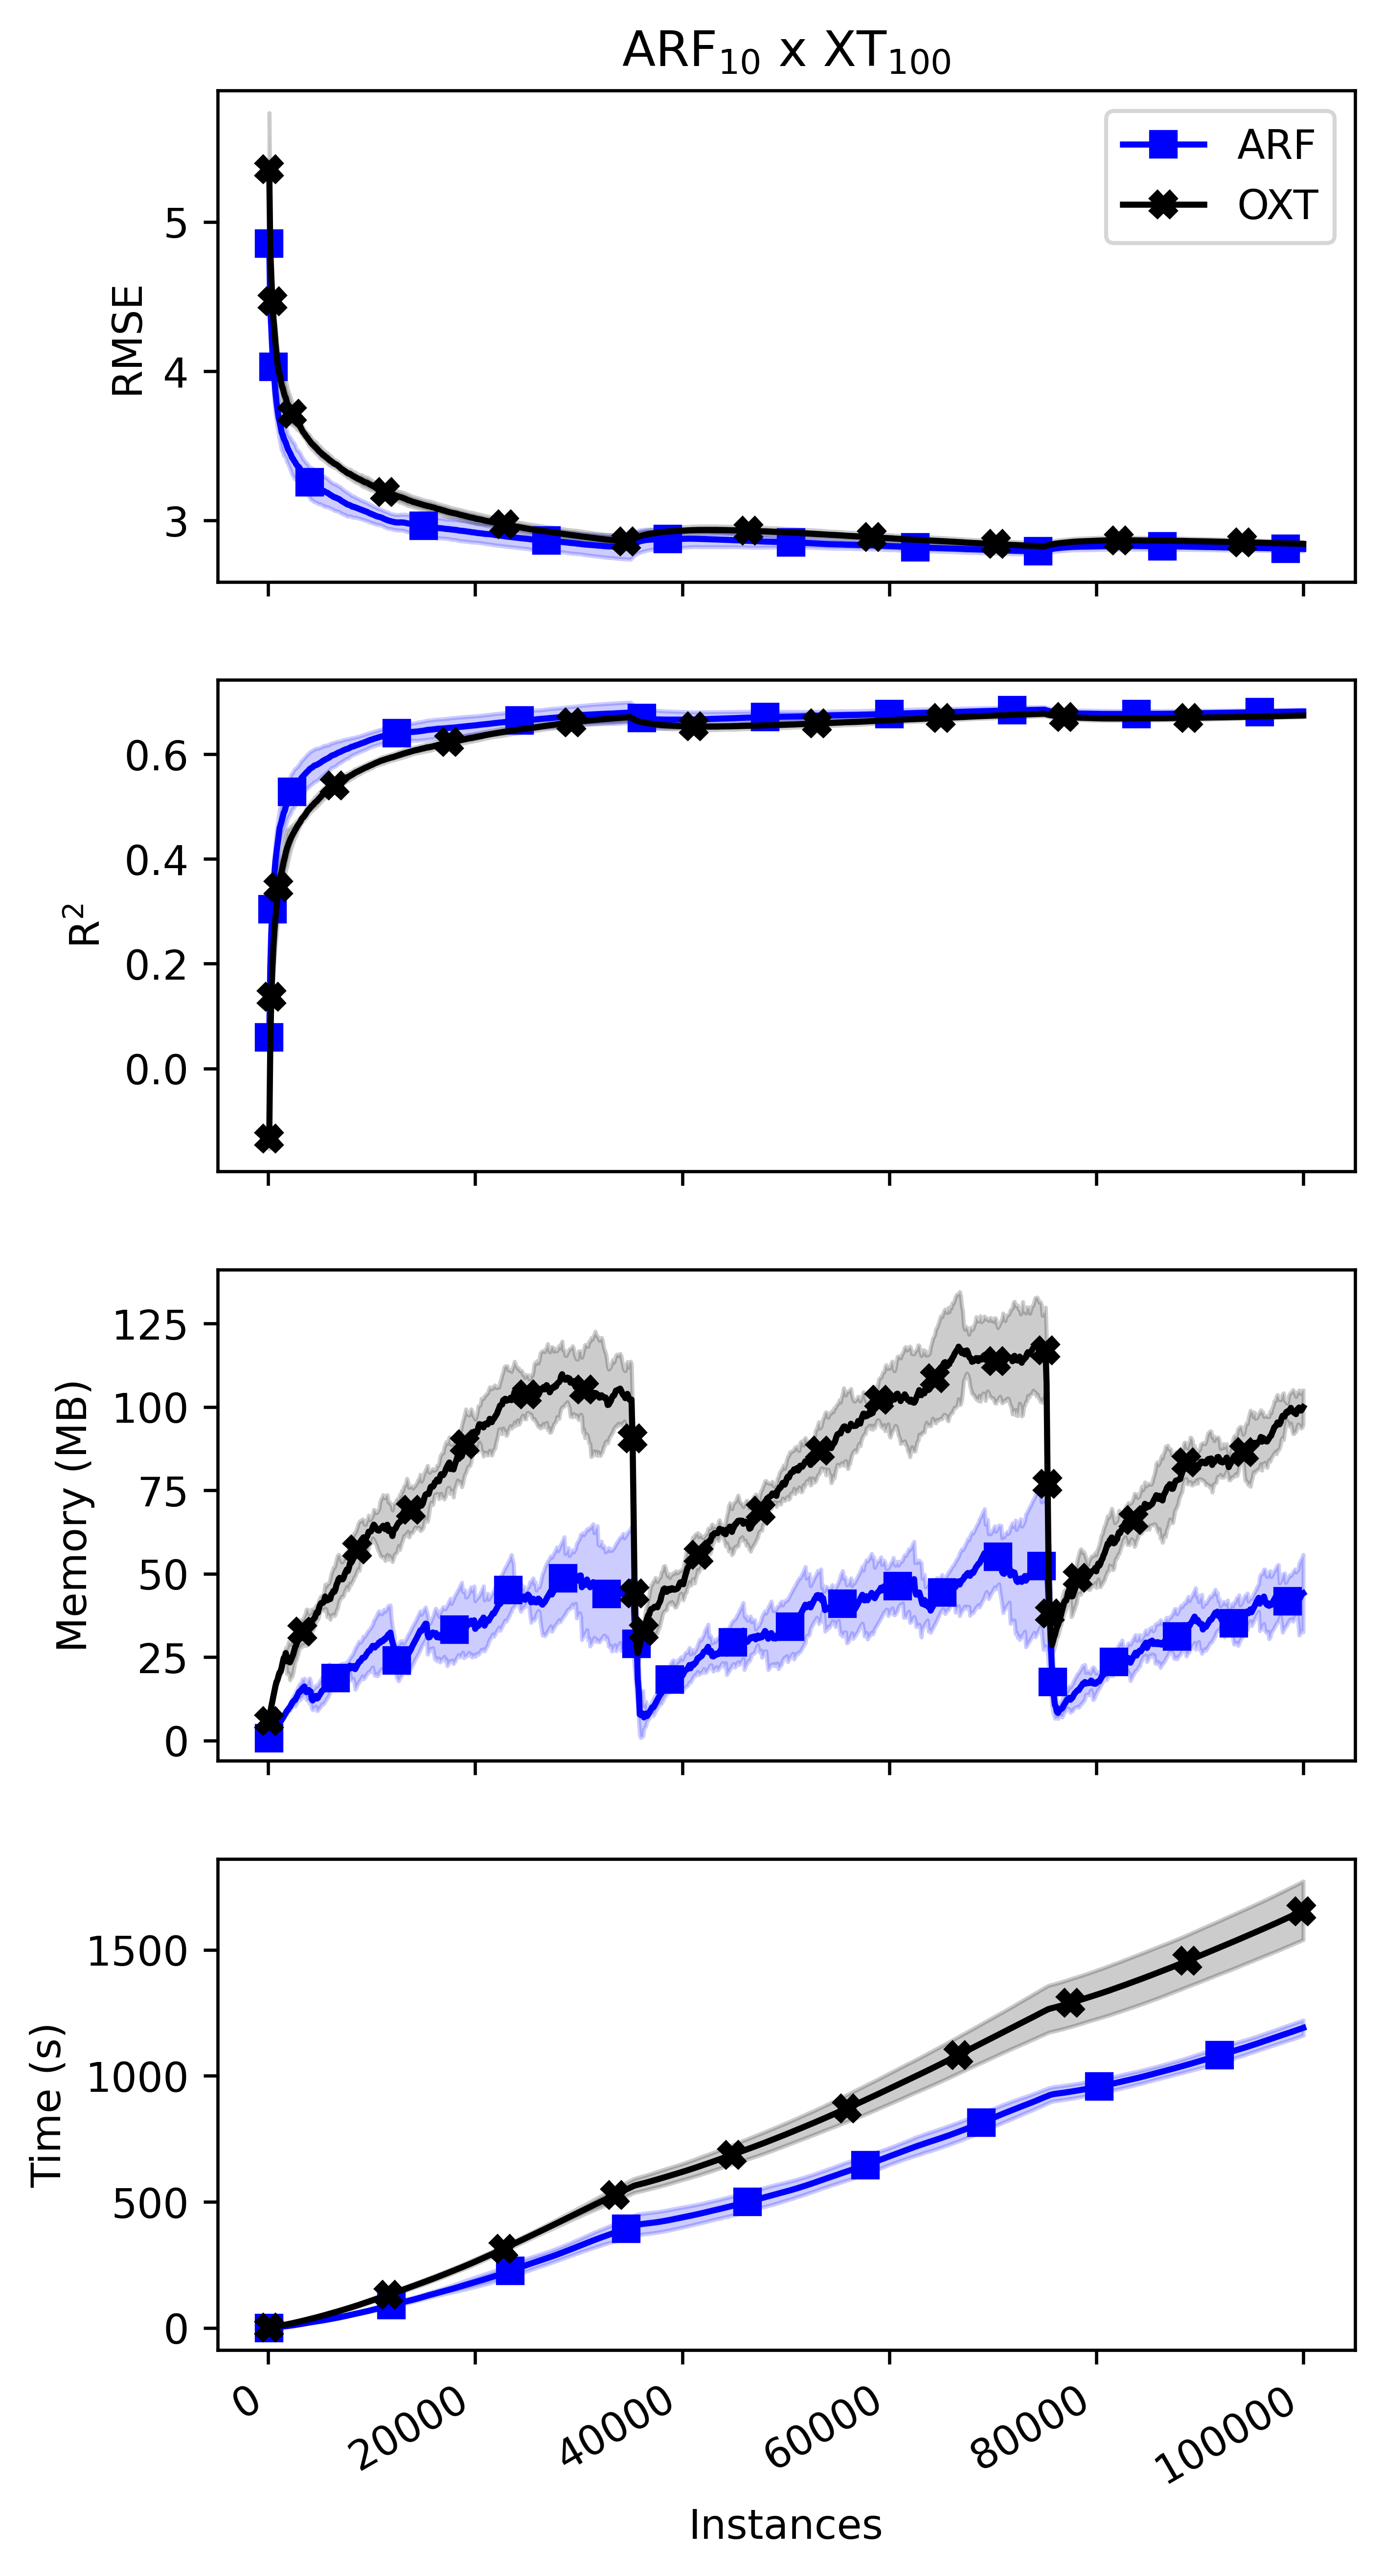 ARF₁₀ x XT₁₀₀
ARF
OXT
RMSE
5
4
3
R²
0.6
0.4
0.2
0.0
Memory (MB)
125
100
75
50
25
0
Time (s)
1500
1000
500
0
0
20000
40000
60000
80000
100000
Instances